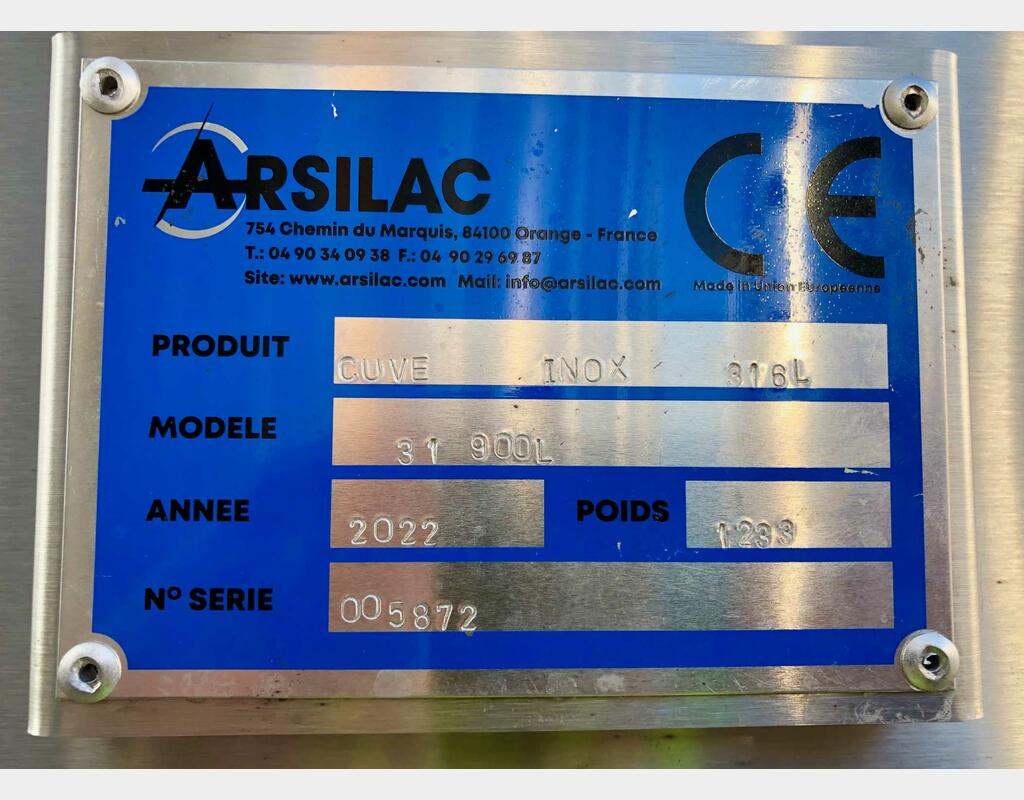 ARSILAC
754 Chemin du Marquis, 84100 Orange - France
T.: 04 90 34 09 38 F.: 04 90 29 69 87
Site: www.arsilac.com Mail: info@arsilac.com
CE
Made in Union Européenne
PRODUIT CUVE INOX 316L
MODELE 31 900L
ANNEE 2022 POIDS 1233
Nº SERIE 005872